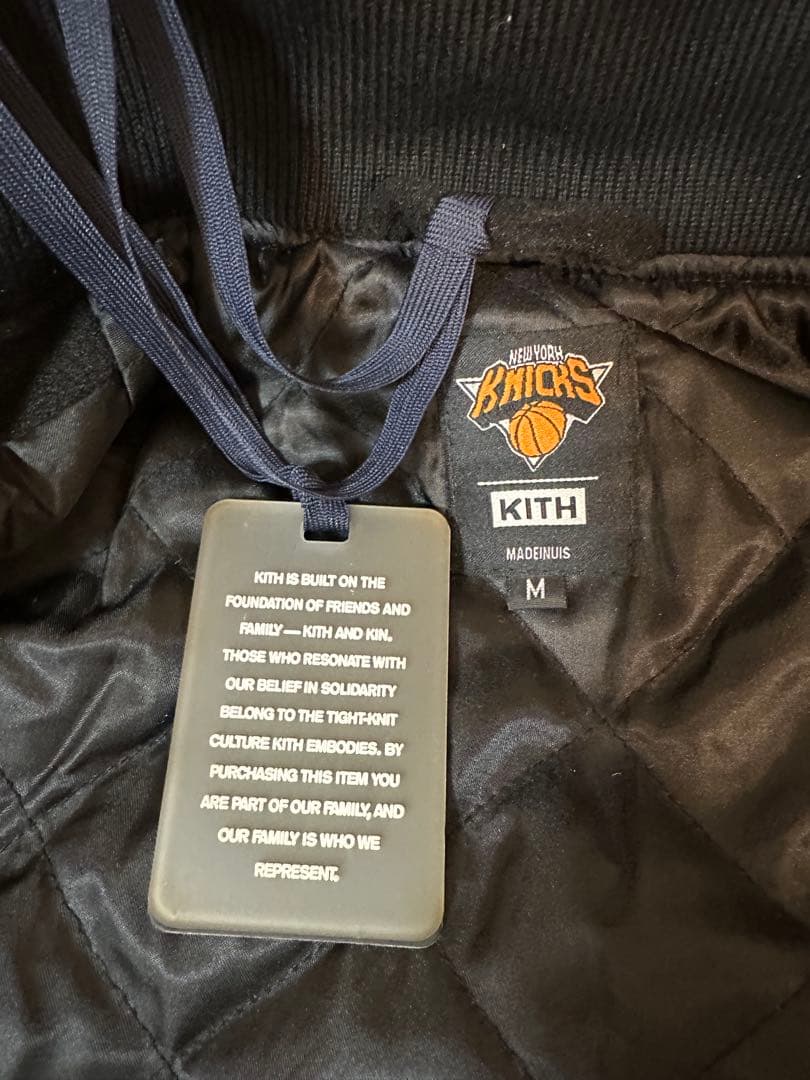 NEW YORK
KNICKS
KITH
MADEINUIS
M
KITH IS BUILT ON THE
FOUNDATION OF FRIENDS AND
FAMILY — KITH AND KIN.
THOSE WHO RESONATE WITH
OUR BELIEF IN SOLIDARITY
BELONG TO THE TIGHT-KNIT
CULTURE KITH EMBODIES. BY
PURCHASING THIS ITEM YOU
ARE PART OF OUR FAMILY, AND
OUR FAMILY IS WHO WE
REPRESENT.